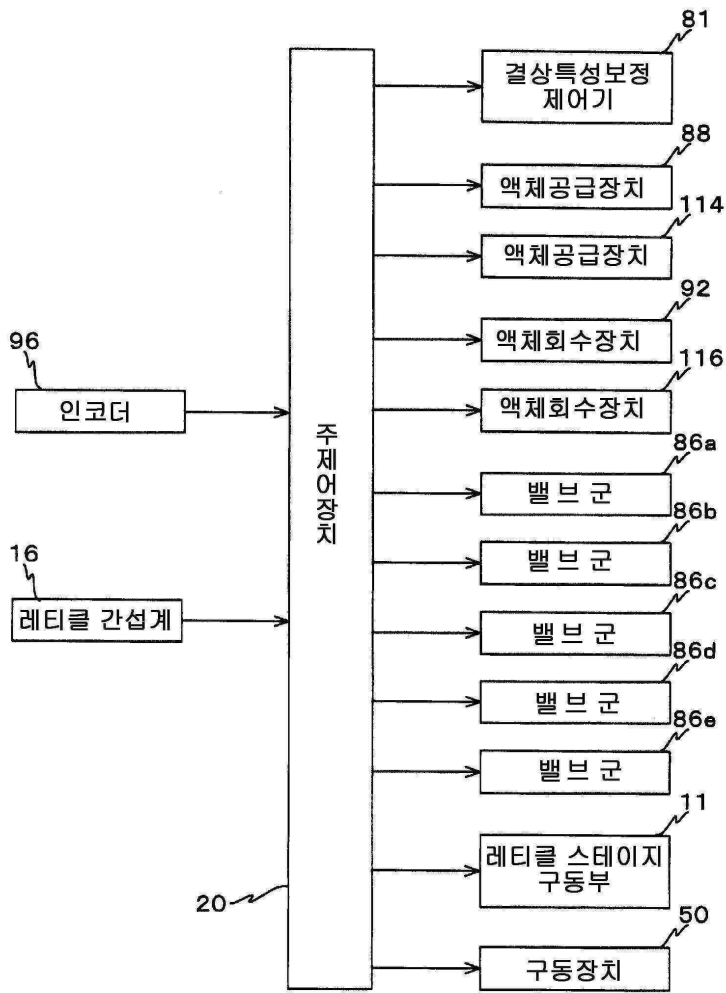 81
결상특성보정
제어기
88
액체공급장치
114
액체공급장치
92
액체회수장치
96
인코더
116
액체회수장치
주제어장치
86a
밸브 군
86b
밸브 군
16
레티클 간섭계
86c
밸브 군
86d
밸브 군
86e
밸브 군
11
레티클 스테이지
구동부
20
50
구동장치